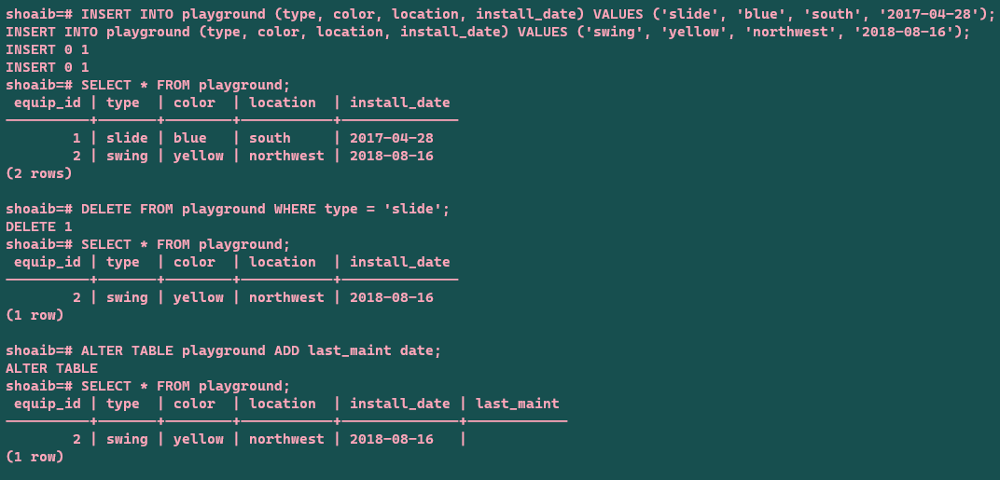 shoaib=# INSERT INTO playground (type, color, location, install_date) VALUES ('slide', 'blue', 'south', '2017-04-28');
INSERT INTO playground (type, color, location, install_date) VALUES ('swing', 'yellow', 'northwest', '2018-08-16');
INSERT 0 1
INSERT 0 1
shoaib=# SELECT * FROM playground;
 equip_id | type  | color  | location  | install_date
----------+-------+--------+-----------+--------------
        1 | slide | blue   | south     | 2017-04-28
        2 | swing | yellow | northwest | 2018-08-16
(2 rows)

shoaib=# DELETE FROM playground WHERE type = 'slide';
DELETE 1
shoaib=# SELECT * FROM playground;
 equip_id | type  | color  | location  | install_date
----------+-------+--------+-----------+--------------
        2 | swing | yellow | northwest | 2018-08-16
(1 row)

shoaib=# ALTER TABLE playground ADD last_maint date;
ALTER TABLE
shoaib=# SELECT * FROM playground;
 equip_id | type  | color  | location  | install_date | last_maint
----------+-------+--------+-----------+--------------+------------
        2 | swing | yellow | northwest | 2018-08-16   |
(1 row)